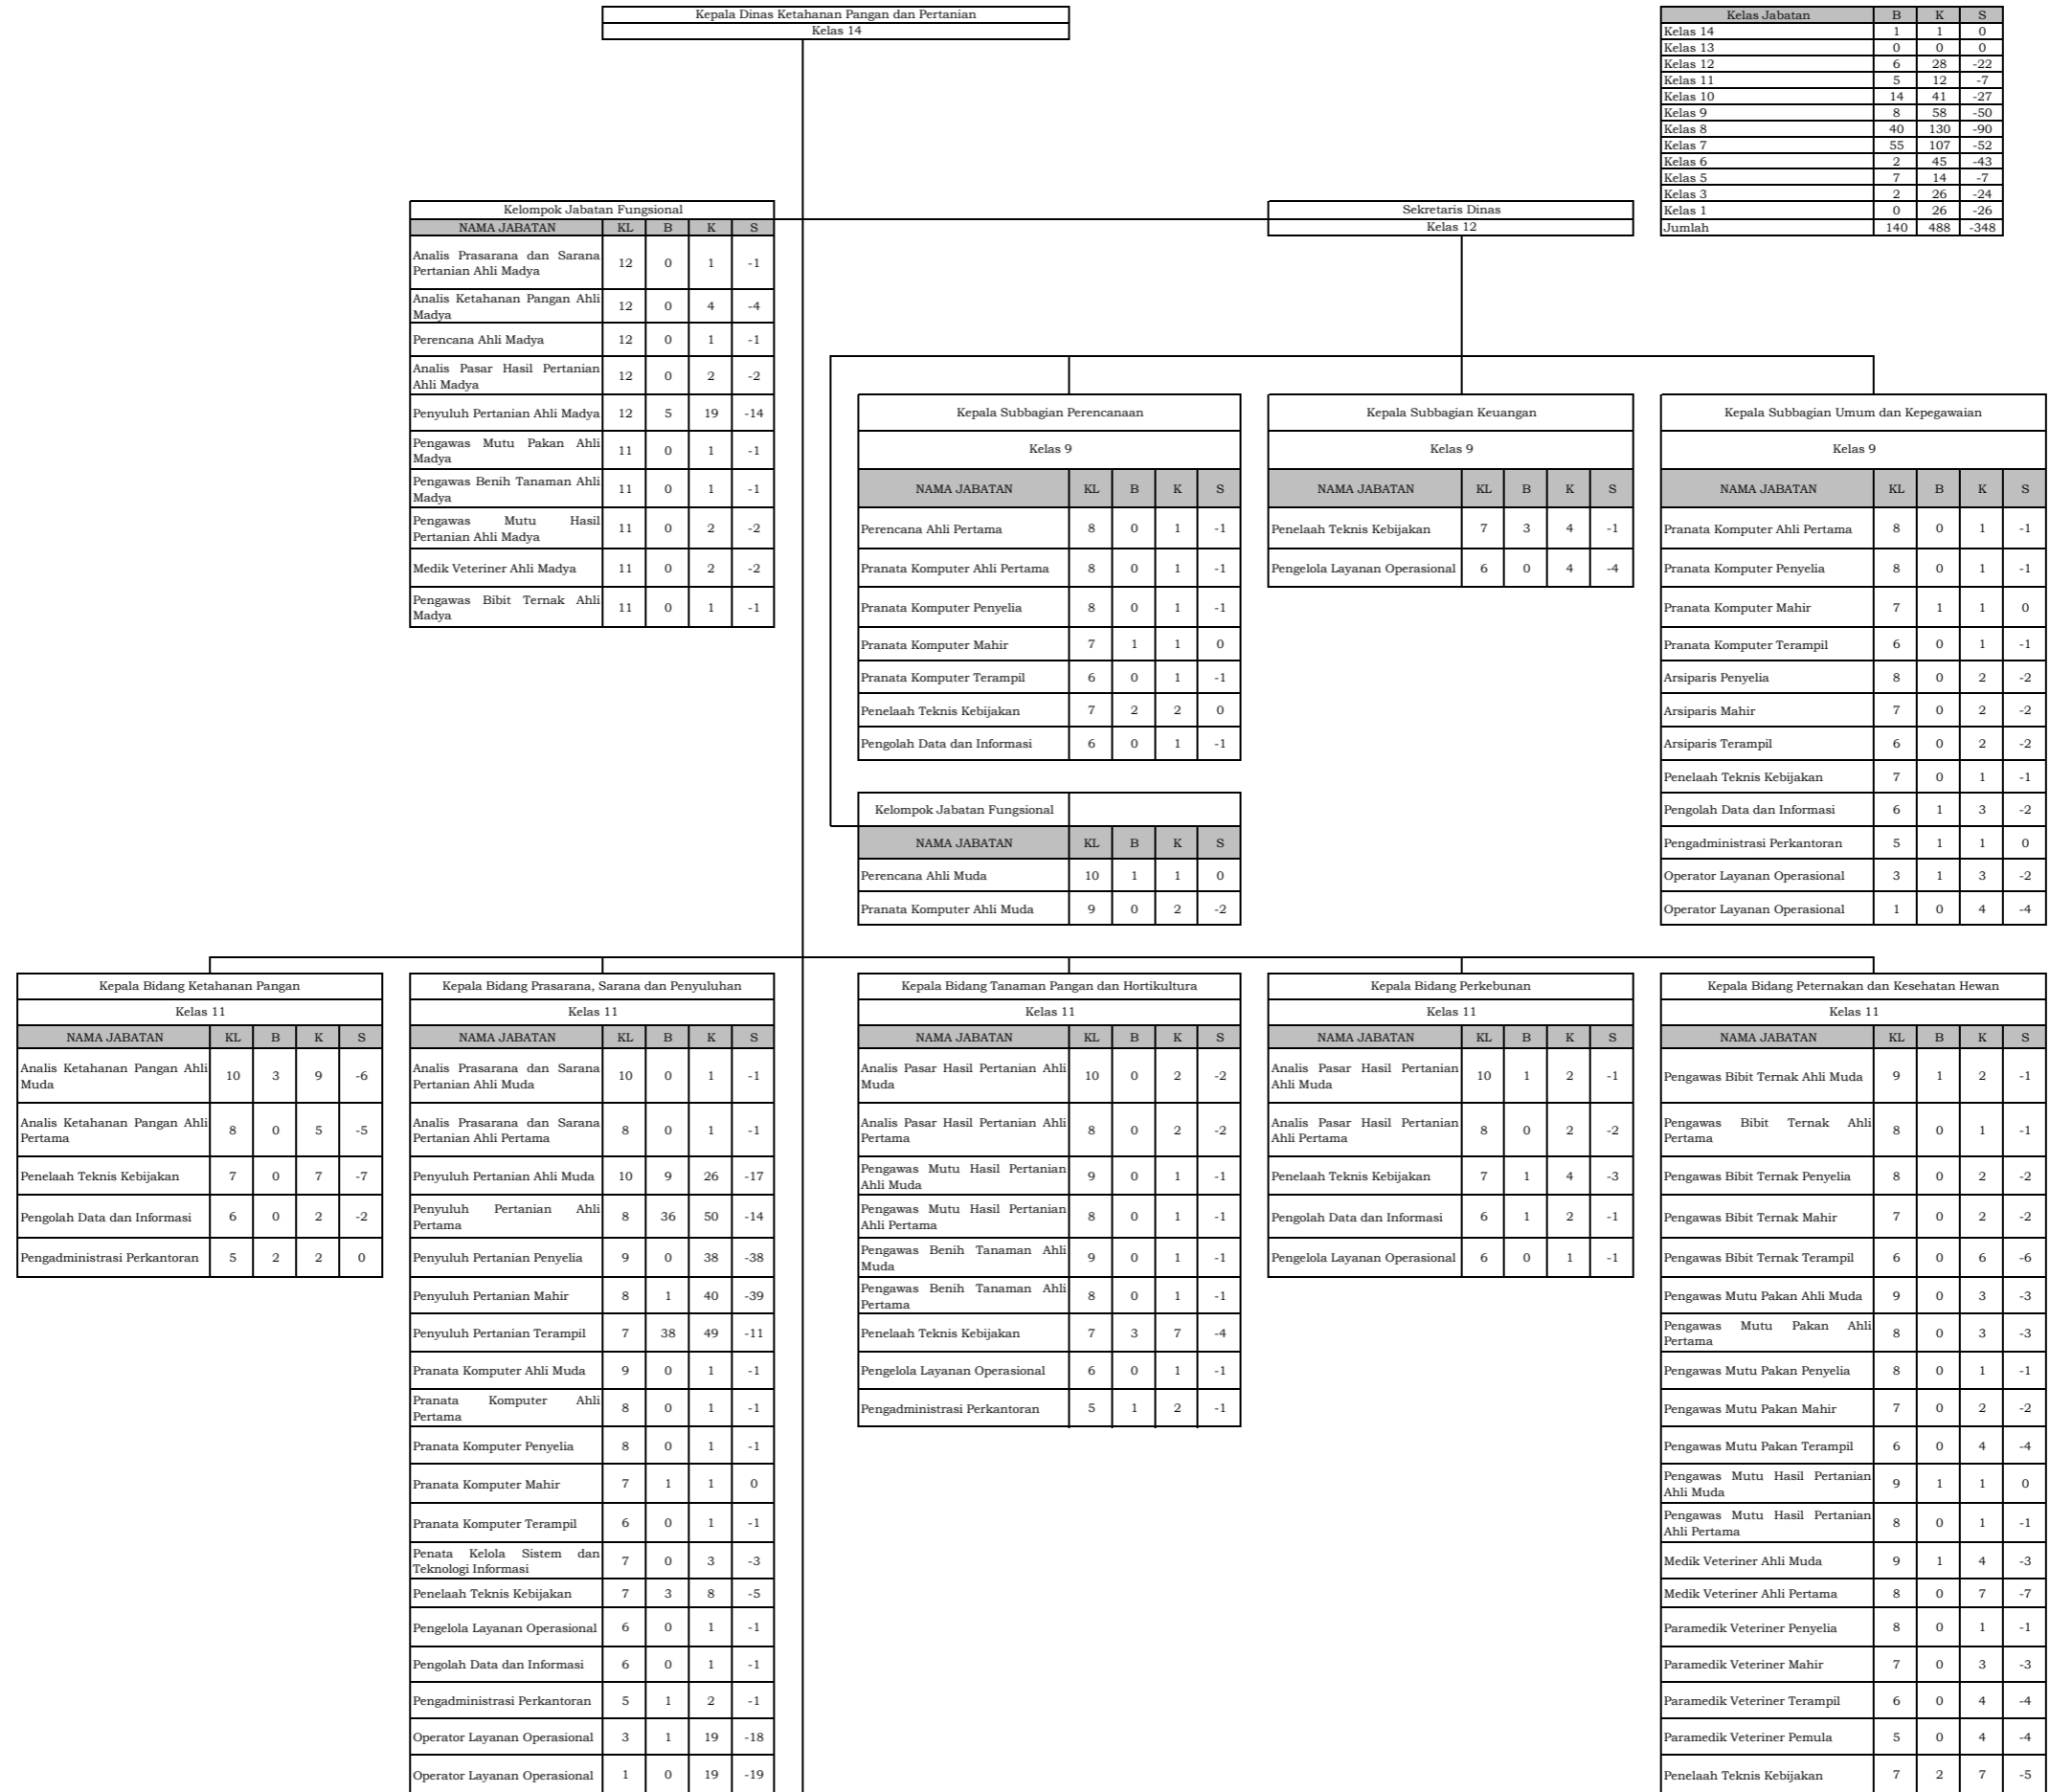 Kepala Dinas Ketahanan Pangan dan Pertanian
Kelas 14
Kelas Jabatan B K S
Kelas 14 1 1 0
Kelas 13 0 0 0
Kelas 12 6 28 -22
Kelas 11 5 12 -7
Kelas 10 14 41 -27
Kelas 9 8 58 -50
Kelas 8 40 130 -90
Kelas 7 55 107 -52
Kelas 6 2 45 -43
Kelas 5 7 14 -7
Kelas 3 2 26 -24
Kelas 1 0 26 -26
Jumlah 140 488 -348
Kelompok Jabatan Fungsional
NAMA JABATAN KL B K S
Analis Prasarana dan Sarana
Pertanian Ahli Madya 12 0 1 -1
Analis Ketahanan Pangan Ahli
Madya 12 0 4 -4
Perencana Ahli Madya 12 0 1 -1
Analis Pasar Hasil Pertanian
Ahli Madya 12 0 2 -2
Penyuluh Pertanian Ahli Madya 12 5 19 -14
Pengawas Mutu Pakan Ahli
Madya 11 0 1 -1
Pengawas Benih Tanaman Ahli
Madya 11 0 1 -1
Pengawas Mutu Hasil
Pertanian Ahli Madya 11 0 2 -2
Medik Veteriner Ahli Madya 11 0 2 -2
Pengawas Bibit Ternak Ahli
Madya 11 0 1 -1
Sekretaris Dinas
Kelas 12
Kepala Subbagian Perencanaan
Kelas 9
NAMA JABATAN KL B K S
Perencana Ahli Pertama 8 0 1 -1
Pranata Komputer Ahli Pertama 8 0 1 -1
Pranata Komputer Penyelia 8 0 1 -1
Pranata Komputer Mahir 7 1 1 0
Pranata Komputer Terampil 6 0 1 -1
Penelaah Teknis Kebijakan 7 2 2 0
Pengolah Data dan Informasi 6 0 1 -1
Kelompok Jabatan Fungsional
NAMA JABATAN KL B K S
Perencana Ahli Muda 10 1 1 0
Pranata Komputer Ahli Muda 9 0 2 -2
Kepala Subbagian Keuangan
Kelas 9
NAMA JABATAN KL B K S
Penelaah Teknis Kebijakan 7 3 4 -1
Pengelola Layanan Operasional 6 0 4 -4
Kepala Subbagian Umum dan Kepegawaian
Kelas 9
NAMA JABATAN KL B K S
Pranata Komputer Ahli Pertama 8 0 1 -1
Pranata Komputer Penyelia 8 0 1 -1
Pranata Komputer Mahir 7 1 1 0
Pranata Komputer Terampil 6 0 1 -1
Arsiparis Penyelia 8 0 2 -2
Arsiparis Mahir 7 0 2 -2
Arsiparis Terampil 6 0 2 -2
Penelaah Teknis Kebijakan 7 0 1 -1
Pengolah Data dan Informasi 6 1 3 -2
Pengadministrasi Perkantoran 5 1 1 0
Operator Layanan Operasional 3 1 3 -2
Operator Layanan Operasional 1 0 4 -4
Kepala Bidang Ketahanan Pangan
Kelas 11
NAMA JABATAN KL B K S
Analis Ketahanan Pangan Ahli
Muda 10 3 9 -6
Analis Ketahanan Pangan Ahli
Pertama 8 0 5 -5
Penelaah Teknis Kebijakan 7 0 7 -7
Pengolah Data dan Informasi 6 0 2 -2
Pengadministrasi Perkantoran 5 2 2 0
Kepala Bidang Prasarana, Sarana dan Penyuluhan
Kelas 11
NAMA JABATAN KL B K S
Analis Prasarana dan Sarana
Pertanian Ahli Muda 10 0 1 -1
Analis Prasarana dan Sarana
Pertanian Ahli Pertama 8 0 1 -1
Penyuluh Pertanian Ahli Muda 10 9 26 -17
Penyuluh Pertanian Ahli
Pertama 8 36 50 -14
Penyuluh Pertanian Penyelia 9 0 38 -38
Penyuluh Pertanian Mahir 8 1 40 -39
Penyuluh Pertanian Terampil 7 38 49 -11
Pranata Komputer Ahli Muda 9 0 1 -1
Pranata Komputer Ahli
Pertama 8 0 1 -1
Pranata Komputer Penyelia 8 0 1 -1
Pranata Komputer Mahir 7 1 1 0
Pranata Komputer Terampil 6 0 1 -1
Penata Kelola Sistem dan
Teknologi Informasi 7 0 3 -3
Penelaah Teknis Kebijakan 7 3 8 -5
Pengelola Layanan Operasional 6 0 1 -1
Pengolah Data dan Informasi 6 0 1 -1
Pengadministrasi Perkantoran 5 1 2 -1
Operator Layanan Operasional 3 1 19 -18
Operator Layanan Operasional 1 0 19 -19
Kepala Bidang Tanaman Pangan dan Hortikultura
Kelas 11
NAMA JABATAN KL B K S
Analis Pasar Hasil Pertanian Ahli
Muda 10 0 2 -2
Analis Pasar Hasil Pertanian Ahli
Pertama 8 0 2 -2
Pengawas Mutu Hasil Pertanian
Ahli Muda 9 0 1 -1
Pengawas Mutu Hasil Pertanian
Ahli Pertama 8 0 1 -1
Pengawas Benih Tanaman Ahli
Muda 9 0 1 -1
Pengawas Benih Tanaman Ahli
Pertama 8 0 1 -1
Penelaah Teknis Kebijakan 7 3 7 -4
Pengelola Layanan Operasional 6 0 1 -1
Pengadministrasi Perkantoran 5 1 2 -1
Kepala Bidang Perkebunan
Kelas 11
NAMA JABATAN KL B K S
Analis Pasar Hasil Pertanian
Ahli Muda 10 1 2 -1
Analis Pasar Hasil Pertanian
Ahli Pertama 8 0 2 -2
Penelaah Teknis Kebijakan 7 1 4 -3
Pengolah Data dan Informasi 6 1 2 -1
Pengelola Layanan Operasional 6 0 1 -1
Kepala Bidang Peternakan dan Kesehatan Hewan
Kelas 11
NAMA JABATAN KL B K S
Pengawas Bibit Ternak Ahli Muda 9 1 2 -1
Pengawas Bibit Ternak Ahli
Pertama 8 0 1 -1
Pengawas Bibit Ternak Penyelia 8 0 2 -2
Pengawas Bibit Ternak Mahir 7 0 2 -2
Pengawas Bibit Ternak Terampil 6 0 6 -6
Pengawas Mutu Pakan Ahli Muda 9 0 3 -3
Pengawas Mutu Pakan Ahli
Pertama 8 0 3 -3
Pengawas Mutu Pakan Penyelia 8 0 1 -1
Pengawas Mutu Pakan Mahir 7 0 2 -2
Pengawas Mutu Pakan Terampil 6 0 4 -4
Pengawas Mutu Hasil Pertanian
Ahli Muda 9 1 1 0
Pengawas Mutu Hasil Pertanian
Ahli Pertama 8 0 1 -1
Medik Veteriner Ahli Muda 9 1 4 -3
Medik Veteriner Ahli Pertama 8 0 7 -7
Paramedik Veteriner Penyelia 8 0 1 -1
Paramedik Veteriner Mahir 7 0 3 -3
Paramedik Veteriner Terampil 6 0 4 -4
Paramedik Veteriner Pemula 5 0 4 -4
Penelaah Teknis Kebijakan 7 2 7 -5